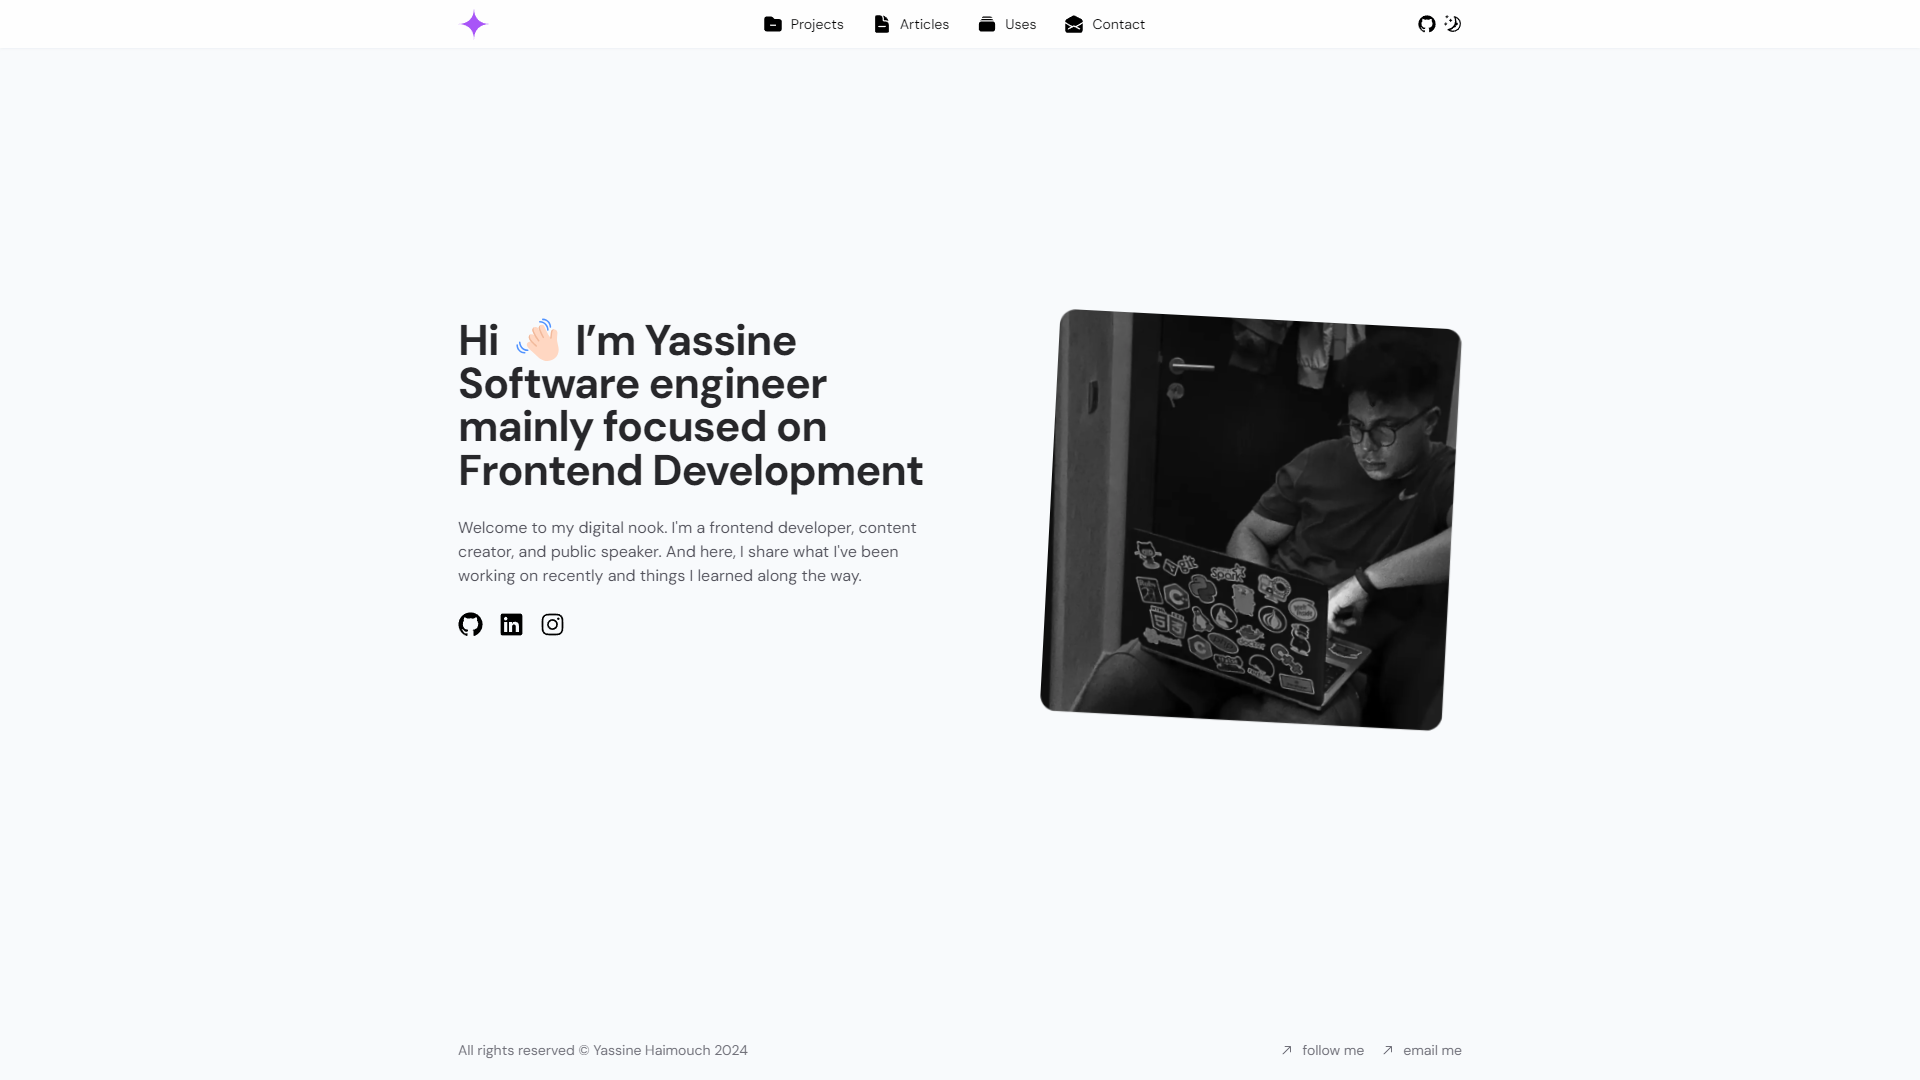 Projects
Articles
Uses
Contact
Hi 👋🏻 I’m Yassine
Software engineer
mainly focused on
Frontend Development
Welcome to my digital nook. I'm a frontend developer, content
creator, and public speaker. And here, I share what I've been
working on recently and things I learned along the way.
All rights reserved © Yassine Haimouch 2024
follow me
email me